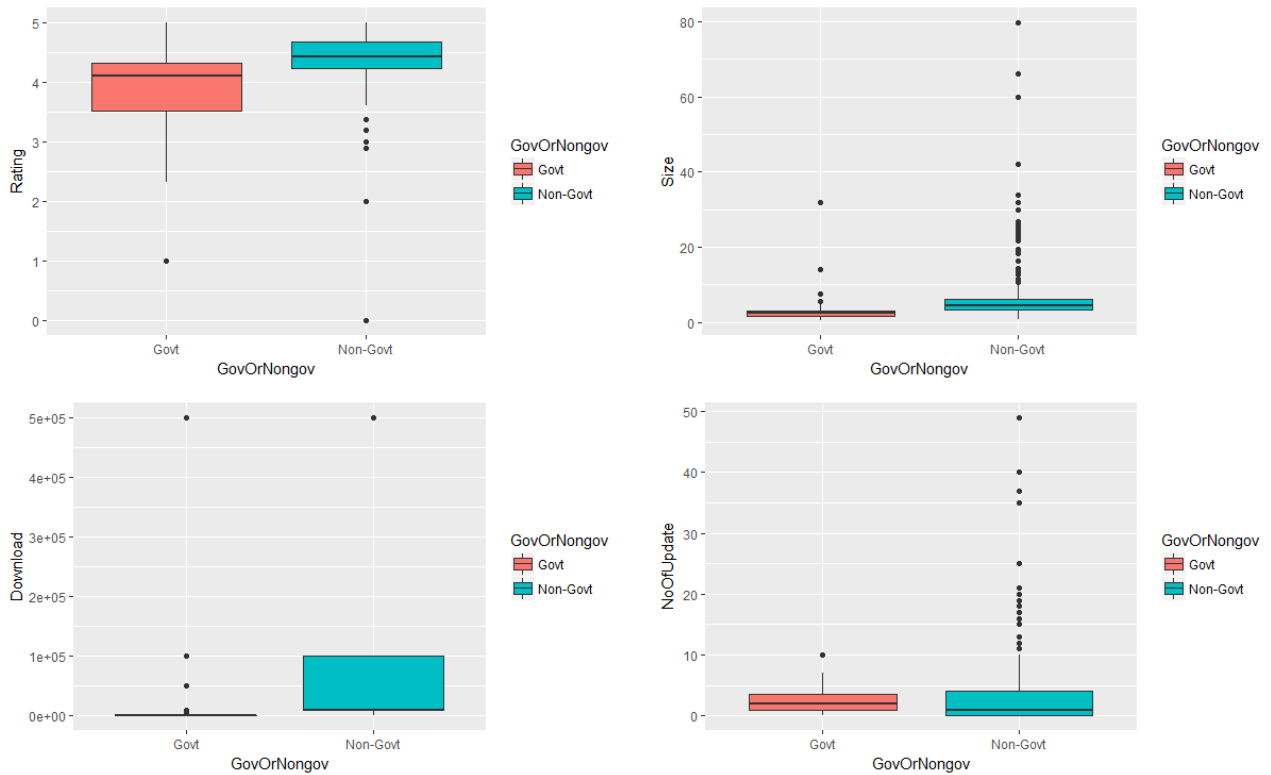 5
4
3
2
1
0
Rating
Govt
Non-Govt
GovOrNongov
GovOrNongov
Govt
Non-Govt
80
60
40
20
0
Size
Govt
Non-Govt
GovOrNongov
GovOrNongov
Govt
Non-Govt
5e+05
4e+05
3e+05
2e+05
1e+05
0e+00
Download
Govt
Non-Govt
GovOrNongov
GovOrNongov
Govt
Non-Govt
50
40
30
20
10
0
NoOfUpdate
Govt
Non-Govt
GovOrNongov
GovOrNongov
Govt
Non-Govt